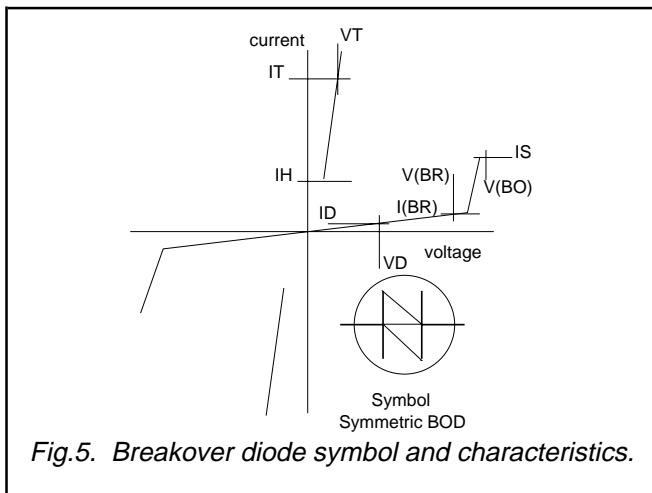 current
VT
IT
IS
V(BR)
V(BO)
IH
I(BR)
ID
voltage
VD
Symbol
Symmetric BOD
Fig.5. Breakover diode symbol and characteristics.